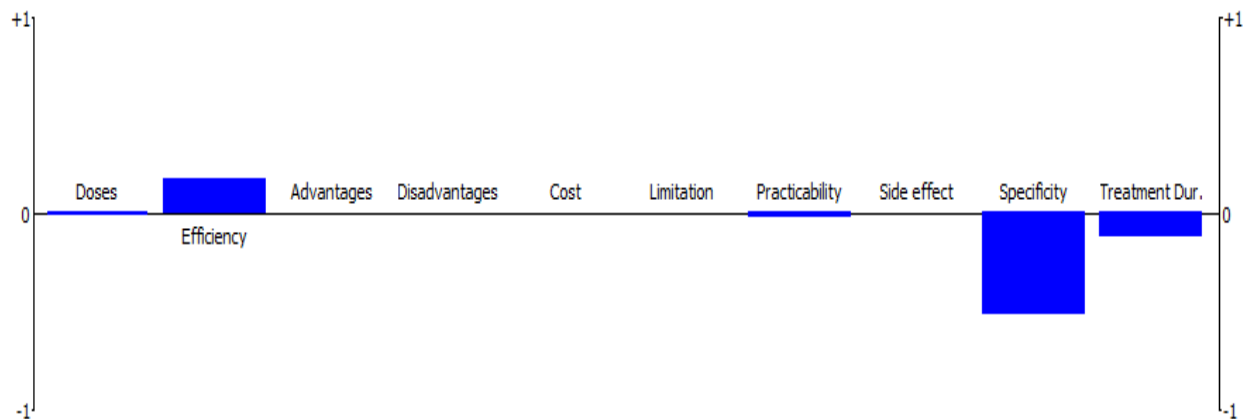 +1 +1
Doses Advantages Disadvantages Cost Limitation Practicability Side effect Specificity Treatment Dur.
0 0
Efficiency
-1 -1